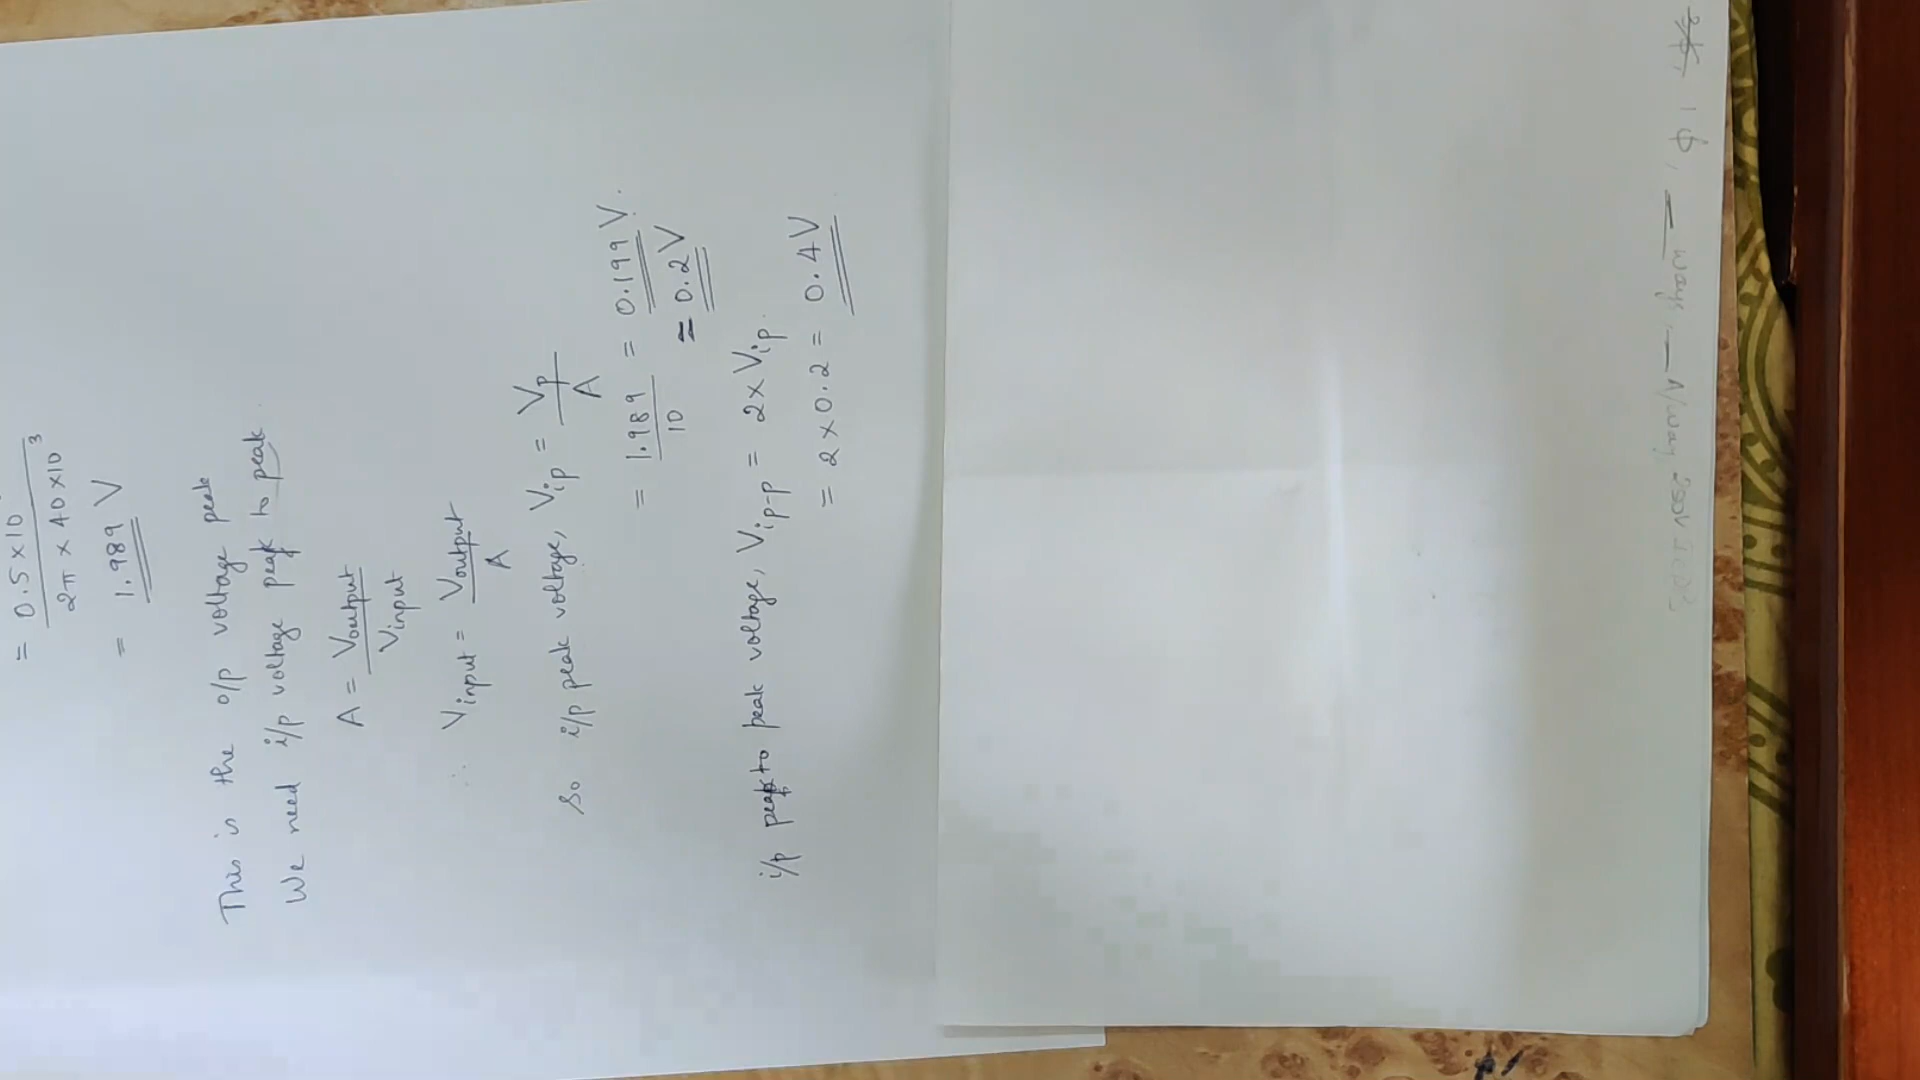 = 0.5 × 10
2π × 40 × 10³
= 1.989 V
This is the o/p voltage peak
We need i/p voltage peak to peak.
A = Voutput
Vinput
∴ Vinput = Voutput
A
So i/p peak voltage, Vip = Vp
A
= 1.989 = 0.199 V.
10
= 0.2 V
i/p peak to peak voltage, Vip-p = 2 × Vip.
= 2 × 0.2 = 0.4 V